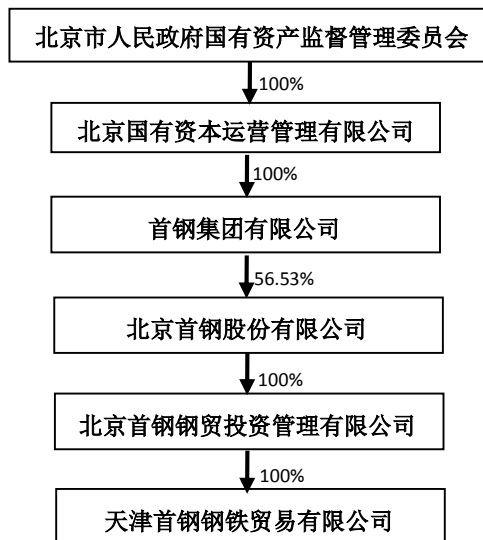 北京市人民政府国有资产监督管理委员会
100%
北京国有资本运营管理有限公司
100%
首钢集团有限公司
56.53%
北京首钢股份有限公司
100%
北京首钢钢贸投资管理有限公司
100%
天津首钢钢铁贸易有限公司